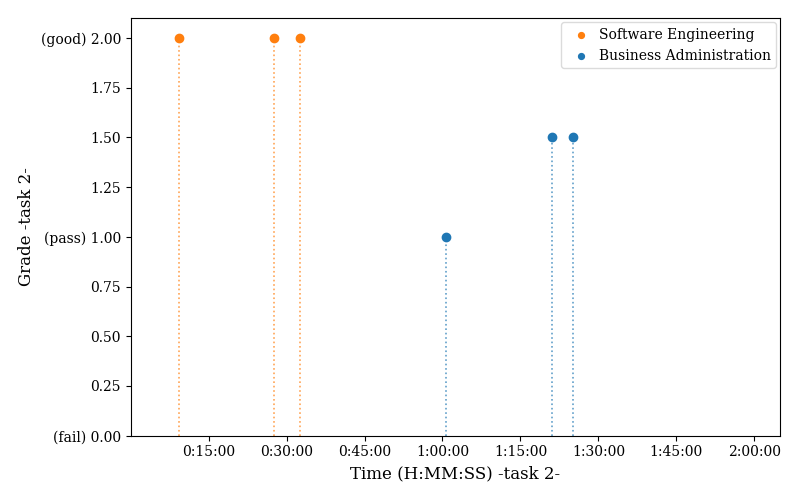 Software Engineering
Business Administration
(good) 2.00
1.75
1.50
1.25
(pass) 1.00
0.75
0.50
0.25
(fail) 0.00
Grade -task 2-
0:15:00 0:30:00 0:45:00 1:00:00 1:15:00 1:30:00 1:45:00 2:00:00
Time (H:MM:SS) -task 2-